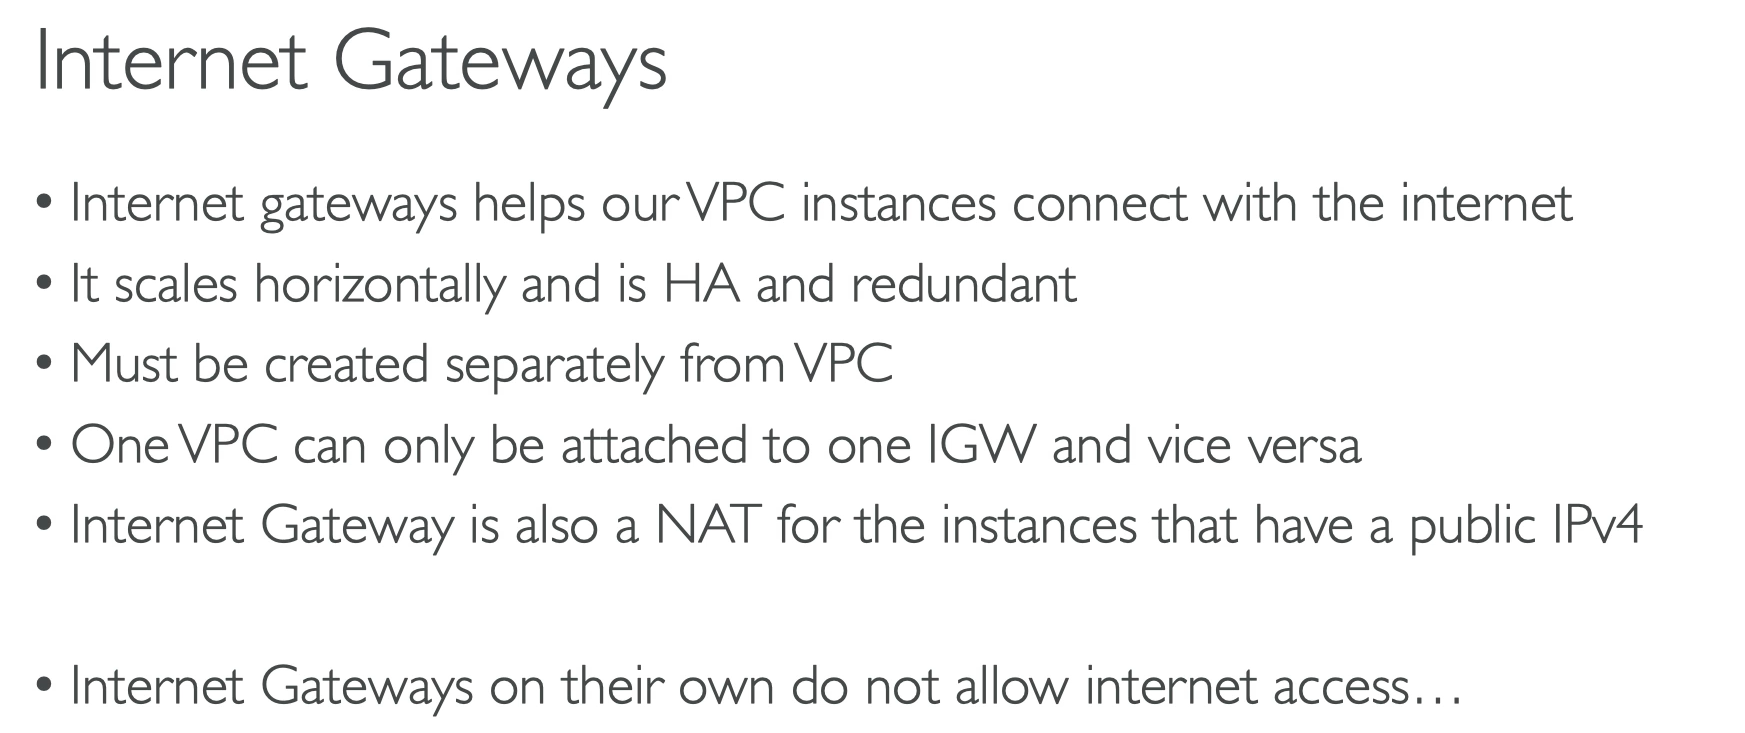 Internet Gateways
• Internet gateways helps our VPC instances connect with the internet
• It scales horizontally and is HA and redundant
• Must be created separately from VPC
• One VPC can only be attached to one IGW and vice versa
• Internet Gateway is also a NAT for the instances that have a public IPv4
• Internet Gateways on their own do not allow internet access…